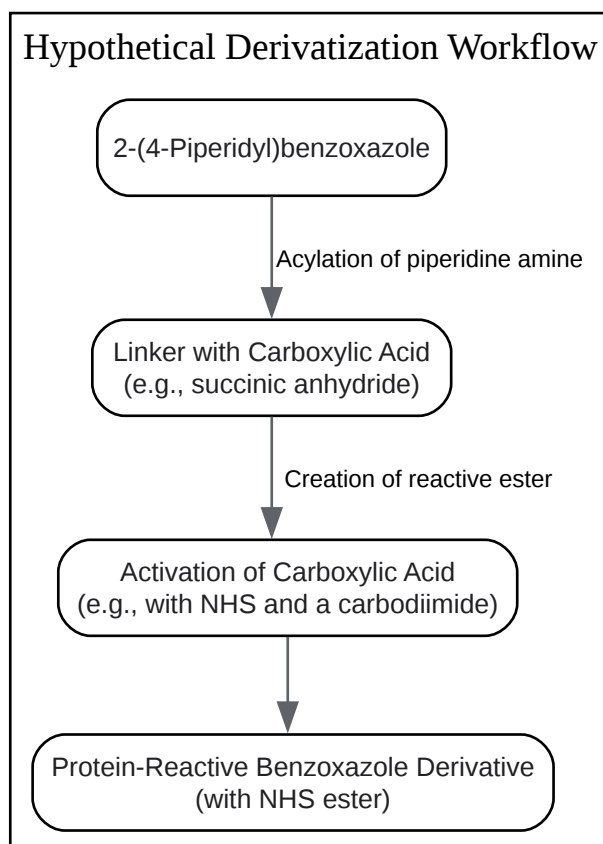 Hypothetical Derivatization Workflow
2-(4-Piperidyl)benzoxazole
Acylation of piperidine amine
Linker with Carboxylic Acid
(e.g., succinic anhydride)
Creation of reactive ester
Activation of Carboxylic Acid
(e.g., with NHS and a carbodiimide)
Protein-Reactive Benzoxazole Derivative
(with NHS ester)